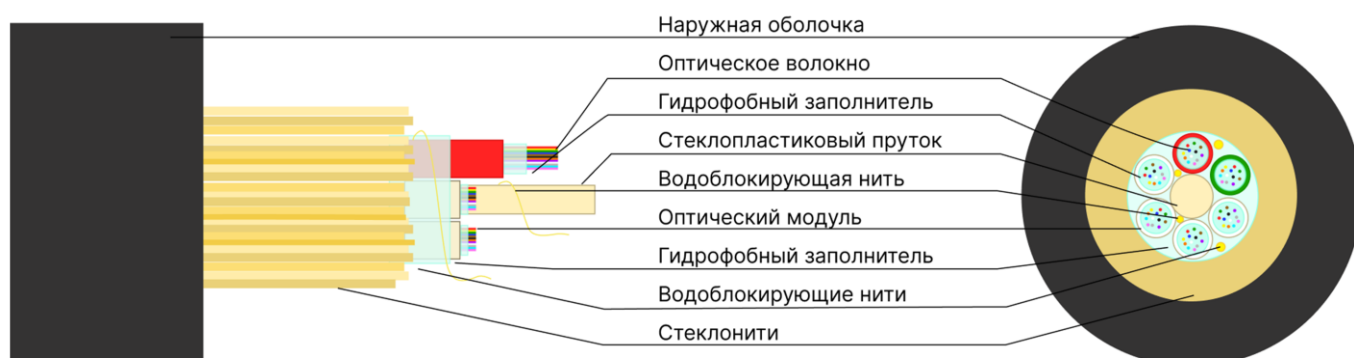 Наружная оболочка
Оптическое волокно
Гидрофобный заполнитель
Стеклопластиковый пруток
Водоблокирующая нить
Оптический модуль
Гидрофобный заполнитель
Водоблокирующие нити
Стеклонити